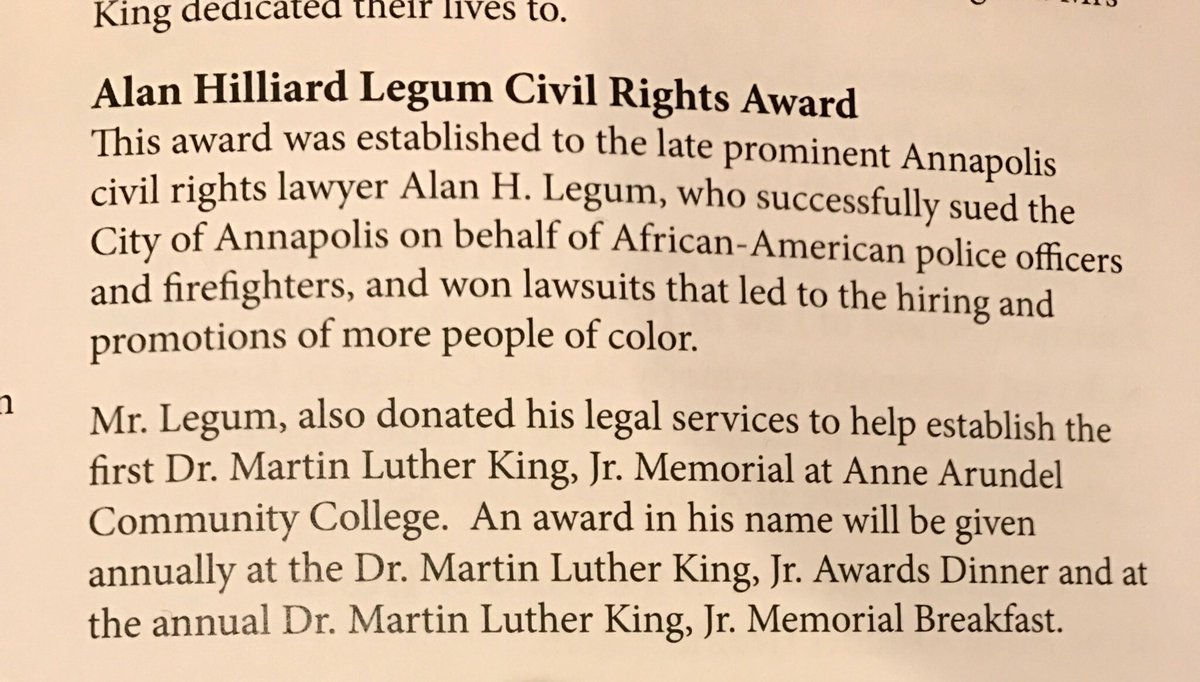 King dedicated their lives to.
Alan Hilliard Legum Civil Rights Award
This award was established to the late prominent Annapolis
civil rights lawyer Alan H. Legum, who successfully sued the
City of Annapolis on behalf of African-American police officers
and firefighters, and won lawsuits that led to the hiring and
promotions of more people of color.
n
Mr. Legum, also donated his legal services to help establish the
first Dr. Martin Luther King, Jr. Memorial at Anne Arundel
Community College.  An award in his name will be given
annually at the Dr. Martin Luther King, Jr. Awards Dinner and at
the annual Dr. Martin Luther King, Jr. Memorial Breakfast.